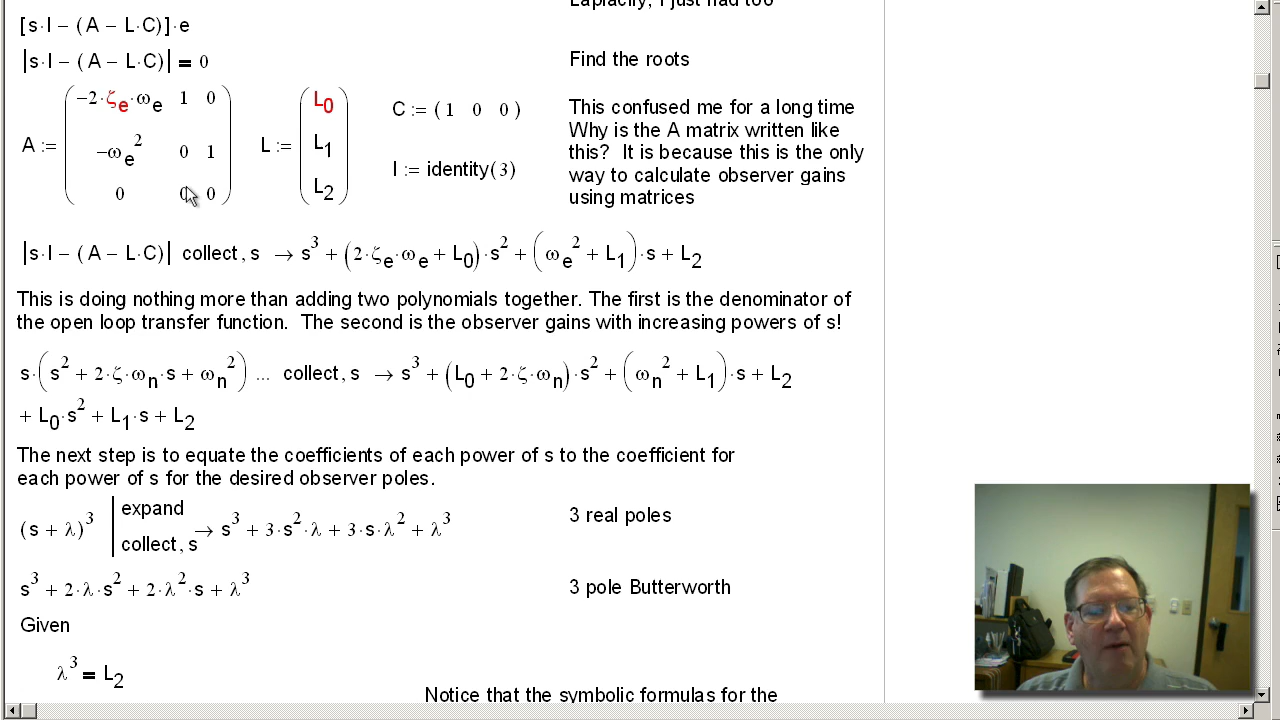 Laplacify, I just had too
[s·I − (A − L·C)]·e
|s·I − (A − L·C)| = 0
Find the roots
A := ( −2·ζe·ωe 1 0
−ωe² 0 1
0 0 0 )
L := ( L0
L1
L2 )
C := ( 1 0 0 )
I := identity(3)
This confused me for a long time
Why is the A matrix written like
this? It is because this is the only
way to calculate observer gains
using matrices
|s·I − (A − L·C)| collect, s → s³ + (2·ζe·ωe + L0)·s² + (ωe² + L1)·s + L2
This is doing nothing more than adding two polynomials together. The first is the denominator of
the open loop transfer function. The second is the observer gains with increasing powers of s!
s·(s² + 2·ζ·ωn·s + ωn²) ... collect, s → s³ + (L0 + 2·ζ·ωn)·s² + (ωn² + L1)·s + L2
+ L0·s² + L1·s + L2
The next step is to equate the coefficients of each power of s to the coefficient for
each power of s for the desired observer poles.
(s + λ)³ | expand
collect, s → s³ + 3·s²·λ + 3·s·λ² + λ³
3 real poles
s³ + 2·λ·s² + 2·λ²·s + λ³
3 pole Butterworth
Given
λ³ = L2
Notice that the symbolic formulas for the